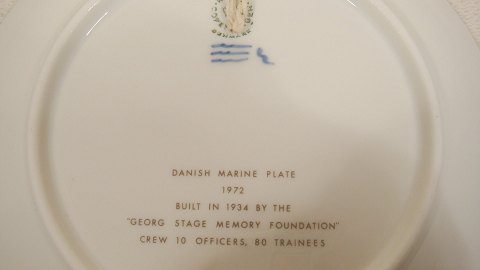 DANISH MARINE PLATE
1972
BUILT IN 1934 BY THE
"GEORG STAGE MEMORY FOUNDATION"
CREW 10 OFFICERS, 80 TRAINEES